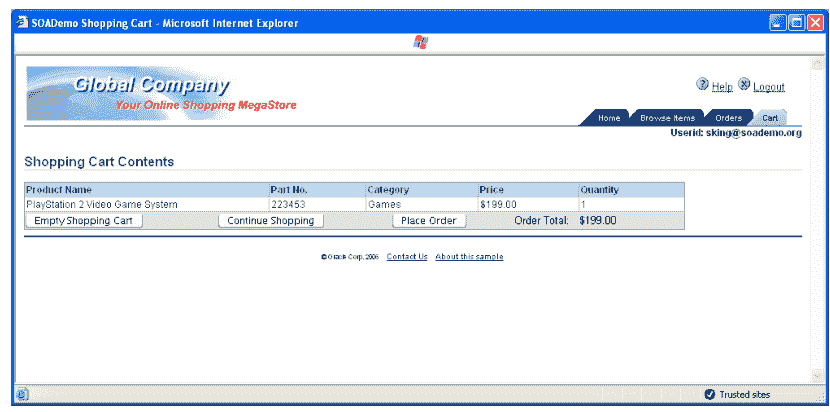 SOADemo Shopping Cart - Microsoft Internet Explorer
Global Company
Your Online Shopping MegaStore
Help Logout
Home Browse Items Orders Cart
Userid: sking@soademo.org
Shopping Cart Contents
Product Name Part No. Category Price Quantity
PlayStation 2 Video Game System 223453 Games $199.00 1
Empty Shopping Cart Continue Shopping Place Order Order Total: $199.00
© Oracle Corp, 2006 Contact Us About this sample
Trusted sites